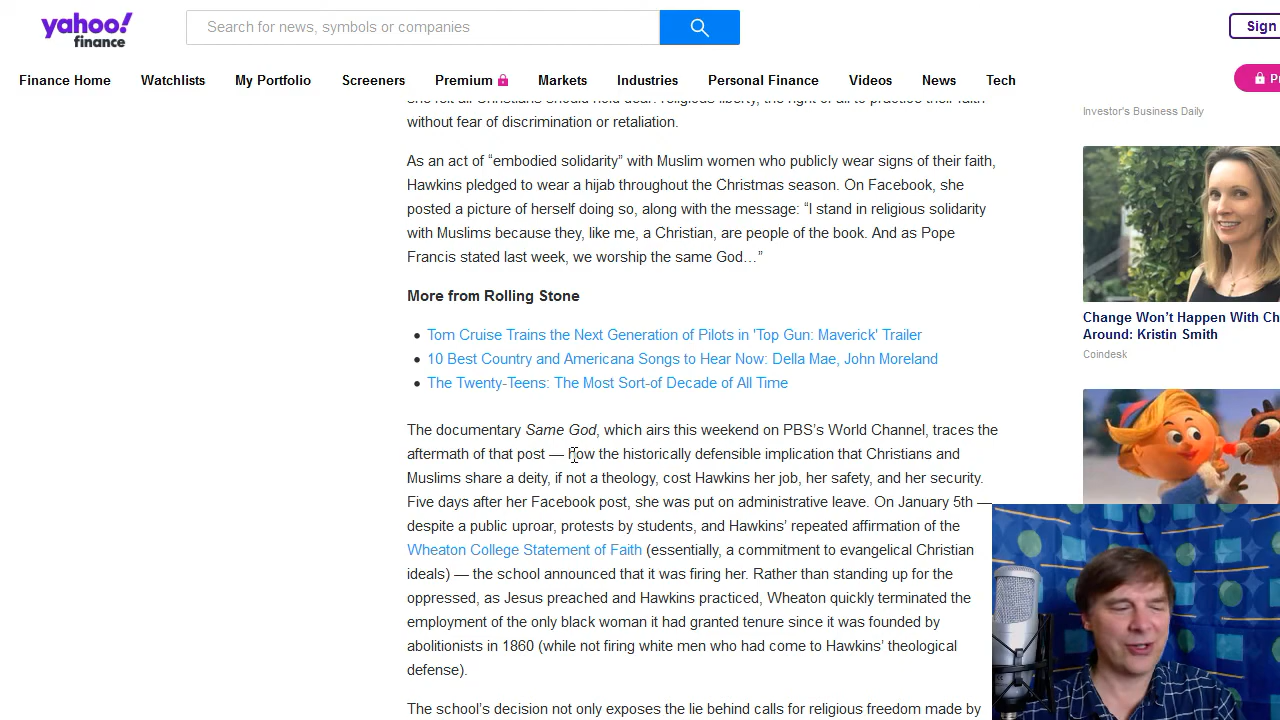 yahoo!
finance
Search for news, symbols or companies
Sign
Finance Home Watchlists My Portfolio Screeners Premium Markets Industries Personal Finance Videos News Tech
she felt all Christians should hold dear: religious liberty, the right of all to practice their faith
without fear of discrimination or retaliation.
As an act of “embodied solidarity” with Muslim women who publicly wear signs of their faith,
Hawkins pledged to wear a hijab throughout the Christmas season. On Facebook, she
posted a picture of herself doing so, along with the message: “I stand in religious solidarity
with Muslims because they, like me, a Christian, are people of the book. And as Pope
Francis stated last week, we worship the same God…”
More from Rolling Stone
Tom Cruise Trains the Next Generation of Pilots in 'Top Gun: Maverick' Trailer
10 Best Country and Americana Songs to Hear Now: Della Mae, John Moreland
The Twenty-Teens: The Most Sort-of Decade of All Time
The documentary Same God, which airs this weekend on PBS’s World Channel, traces the
aftermath of that post — how the historically defensible implication that Christians and
Muslims share a deity, if not a theology, cost Hawkins her job, her safety, and her security.
Five days after her Facebook post, she was put on administrative leave. On January 5th —
despite a public uproar, protests by students, and Hawkins’ repeated affirmation of the
Wheaton College Statement of Faith (essentially, a commitment to evangelical Christian
ideals) — the school announced that it was firing her. Rather than standing up for the
oppressed, as Jesus preached and Hawkins practiced, Wheaton quickly terminated the
employment of the only black woman it had granted tenure since it was founded by
abolitionists in 1860 (while not firing white men who had come to Hawkins’ theological
defense).
The school’s decision not only exposes the lie behind calls for religious freedom made by
Investor's Business Daily
Change Won’t Happen With Ch
Around: Kristin Smith
Coindesk